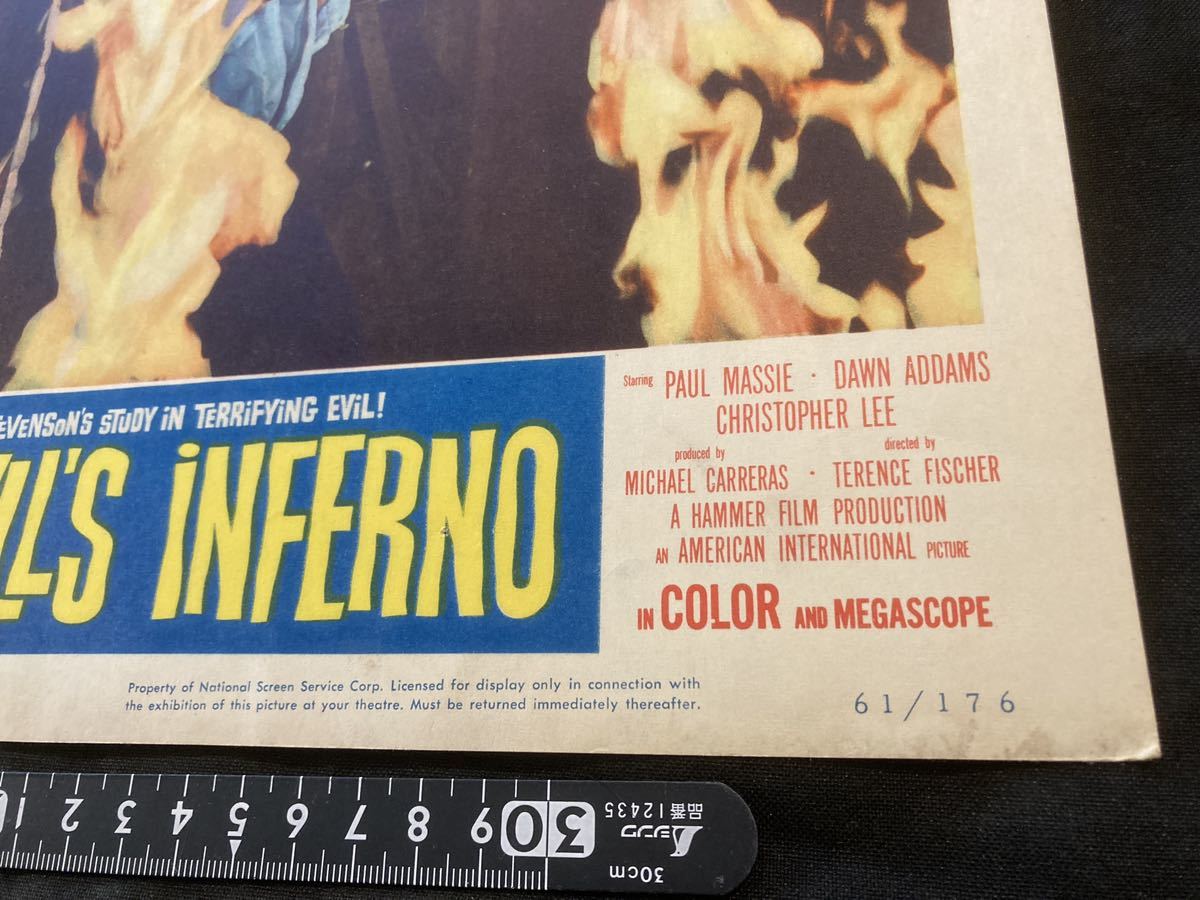 EVENSON'S STUDY IN TERRIFYING EVIL!
LL'S INFERNO
Starring PAUL MASSIE · DAWN ADDAMS
CHRISTOPHER LEE
produced by directed by
MICHAEL CARRERAS · TERENCE FISCHER
A HAMMER FILM PRODUCTION
AN AMERICAN INTERNATIONAL PICTURE
IN COLOR AND MEGASCOPE
Property of National Screen Service Corp. Licensed for display only in connection with
the exhibition of this picture at your theatre. Must be returned immediately thereafter.
61/176
1 2 3 4 5 6 7 8 9 30
シンワ
品番12435
30cm